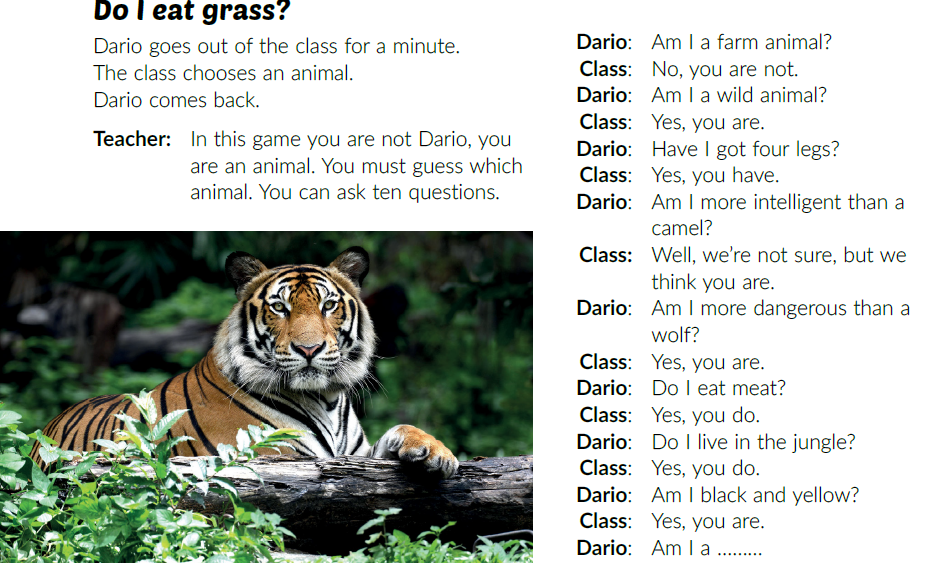 Do I eat grass?
Dario goes out of the class for a minute.
The class chooses an animal.
Dario comes back.
Teacher: In this game you are not Dario, you
are an animal. You must guess which
animal. You can ask ten questions.
Dario: Am I a farm animal?
Class: No, you are not.
Dario: Am I a wild animal?
Class: Yes, you are.
Dario: Have I got four legs?
Class: Yes, you have.
Dario: Am I more intelligent than a
camel?
Class: Well, we’re not sure, but we
think you are.
Dario: Am I more dangerous than a
wolf?
Class: Yes, you are.
Dario: Do I eat meat?
Class: Yes, you do.
Dario: Do I live in the jungle?
Class: Yes, you do.
Dario: Am I black and yellow?
Class: Yes, you are.
Dario: Am I a .........